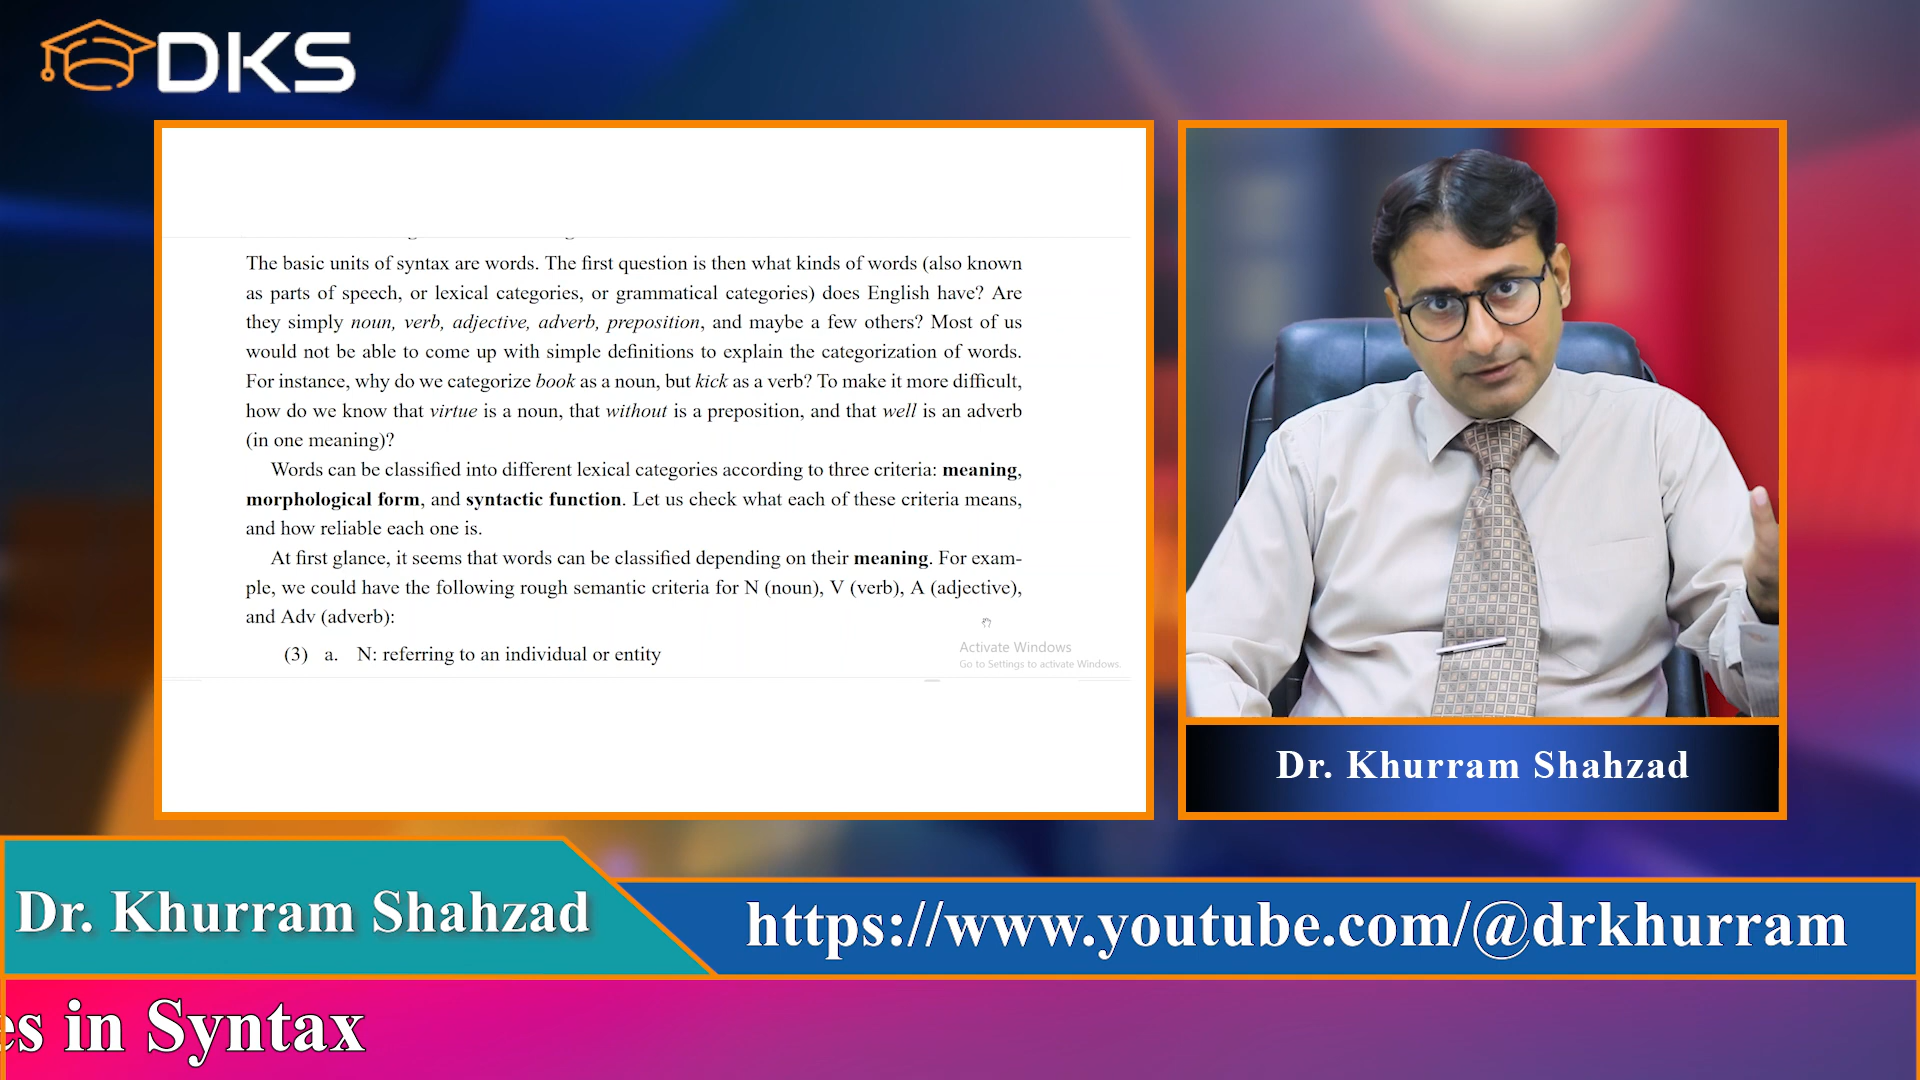 DKS
The basic units of syntax are words. The first question is then what kinds of words (also known
as parts of speech, or lexical categories, or grammatical categories) does English have? Are
they simply noun, verb, adjective, adverb, preposition, and maybe a few others? Most of us
would not be able to come up with simple definitions to explain the categorization of words.
For instance, why do we categorize book as a noun, but kick as a verb? To make it more difficult,
how do we know that virtue is a noun, that without is a preposition, and that well is an adverb
(in one meaning)?
Words can be classified into different lexical categories according to three criteria: meaning,
morphological form, and syntactic function. Let us check what each of these criteria means,
and how reliable each one is.
At first glance, it seems that words can be classified depending on their meaning. For exam-
ple, we could have the following rough semantic criteria for N (noun), V (verb), A (adjective),
and Adv (adverb):
(3) a. N: referring to an individual or entity
Activate Windows
Go to Settings to activate Windows.
Dr. Khurram Shahzad
Dr. Khurram Shahzad
https://www.youtube.com/@drkhurram
es in Syntax